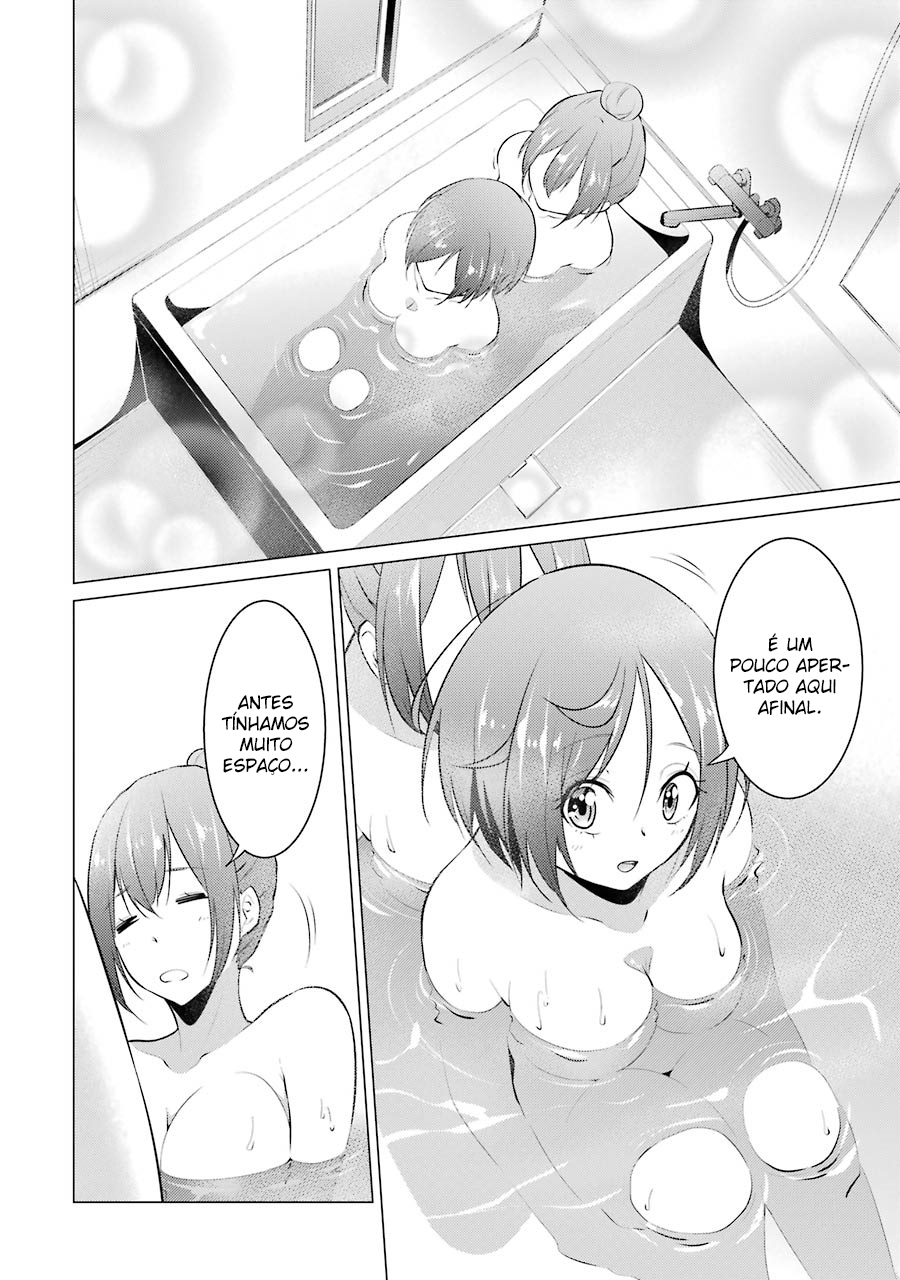 É UM
POUCO APER-
TADO AQUI
AFINAL.
ANTES
TÍNHAMOS
MUITO
ESPAÇO...